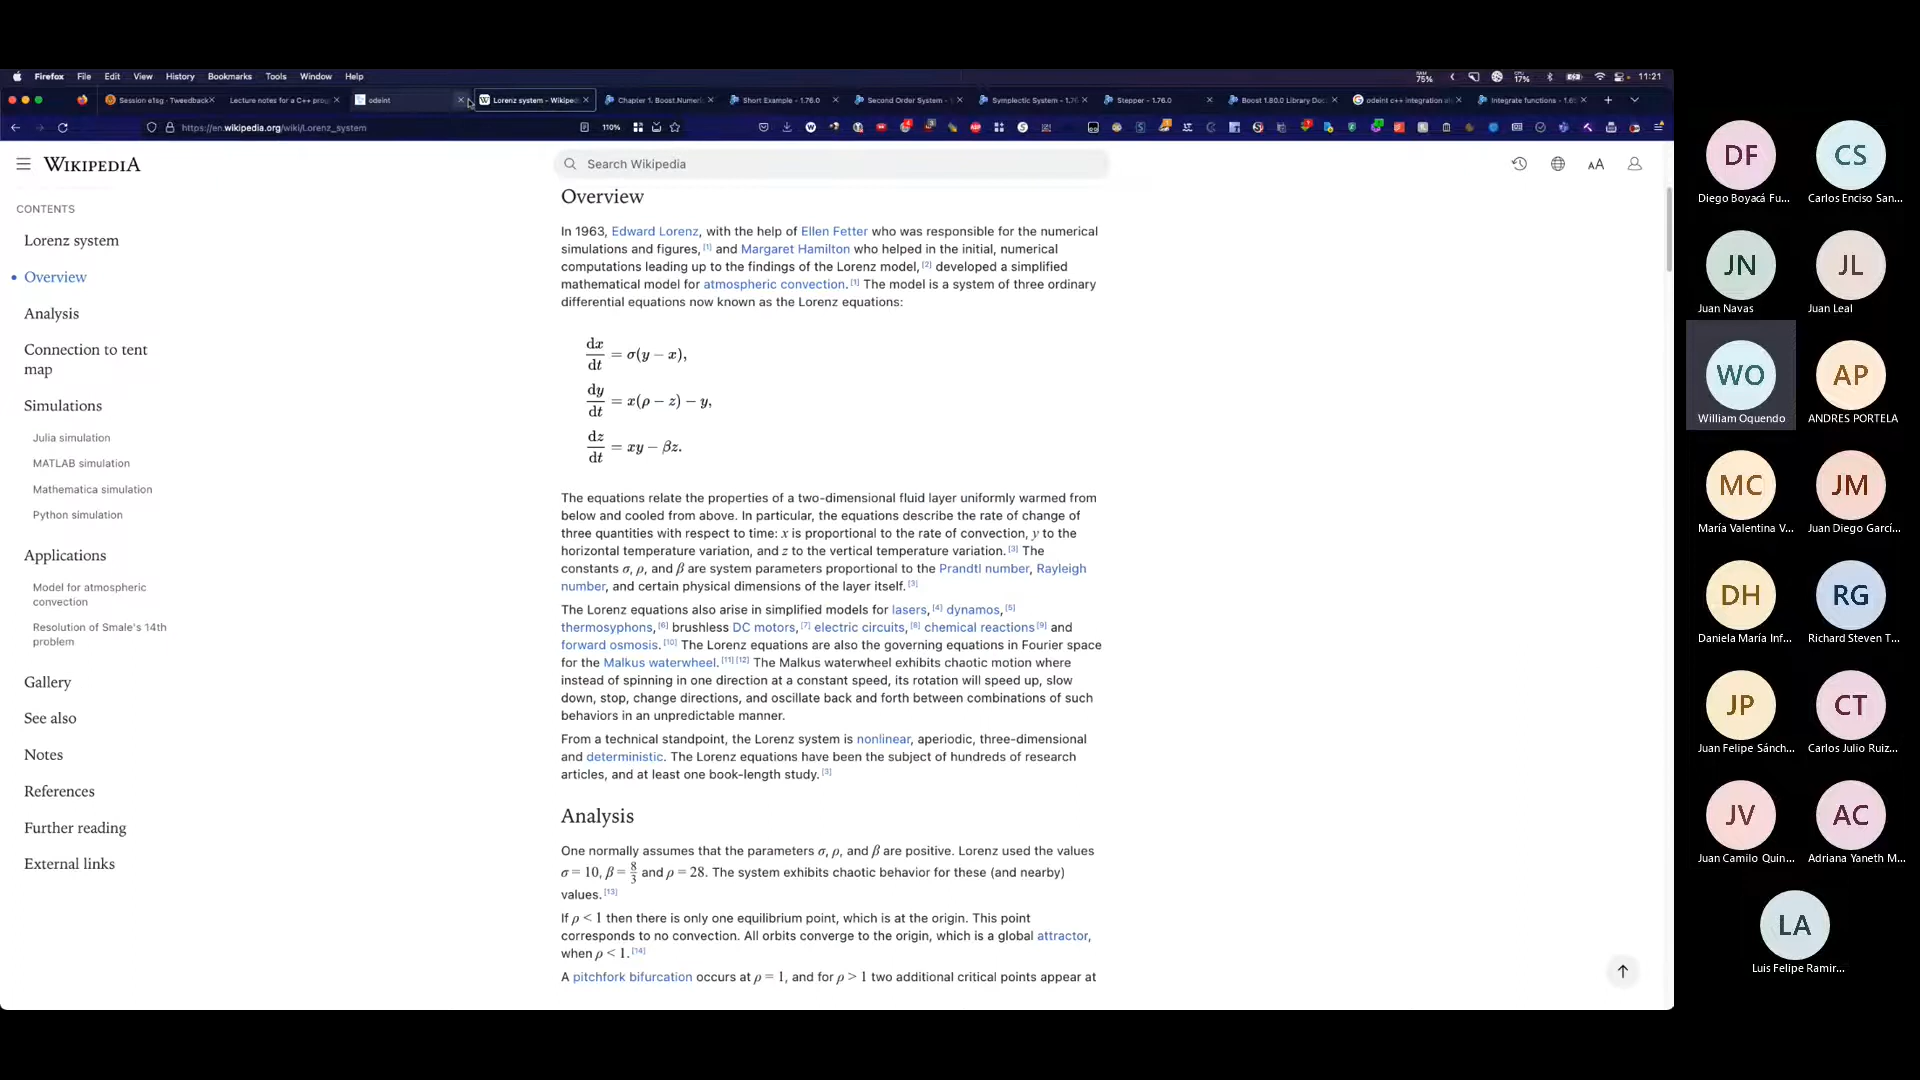 Firefox File Edit View History Bookmarks Tools Window Help
75% 17% 11:21
Session e1sg - Tweedback Lecture notes for a C++ prog odeint Lorenz system - Wikiped Chapter 1. Boost.Numeri Short Example - 1.76.0 Second Order System - Symplectic System - 1.76 Stepper - 1.76.0 Boost 1.80.0 Library Doc odeint c++ integration Integrate functions - 1.6
https://en.wikipedia.org/wiki/Lorenz_system 110%
WIKIPEDIA
Search Wikipedia
CONTENTS
Lorenz system
Overview
Analysis
Connection to tent
map
Simulations
Julia simulation
MATLAB simulation
Mathematica simulation
Python simulation
Applications
Model for atmospheric
convection
Resolution of Smale's 14th
problem
Gallery
See also
Notes
References
Further reading
External links
Overview
In 1963, Edward Lorenz, with the help of Ellen Fetter who was responsible for the numerical
simulations and figures,[1] and Margaret Hamilton who helped in the initial, numerical
computations leading up to the findings of the Lorenz model,[2] developed a simplified
mathematical model for atmospheric convection.[1] The model is a system of three ordinary
differential equations now known as the Lorenz equations:
dx/dt = σ(y − x),
dy/dt = x(ρ − z) − y,
dz/dt = xy − βz.
The equations relate the properties of a two-dimensional fluid layer uniformly warmed from
below and cooled from above. In particular, the equations describe the rate of change of
three quantities with respect to time: x is proportional to the rate of convection, y to the
horizontal temperature variation, and z to the vertical temperature variation.[3] The
constants σ, ρ, and β are system parameters proportional to the Prandtl number, Rayleigh
number, and certain physical dimensions of the layer itself.[3]
The Lorenz equations also arise in simplified models for lasers,[4] dynamos,[5]
thermosyphons,[6] brushless DC motors,[7] electric circuits,[8] chemical reactions[9] and
forward osmosis.[10] The Lorenz equations are also the governing equations in Fourier space
for the Malkus waterwheel.[11][12] The Malkus waterwheel exhibits chaotic motion where
instead of spinning in one direction at a constant speed, its rotation will speed up, slow
down, stop, change directions, and oscillate back and forth between combinations of such
behaviors in an unpredictable manner.
From a technical standpoint, the Lorenz system is nonlinear, aperiodic, three-dimensional
and deterministic. The Lorenz equations have been the subject of hundreds of research
articles, and at least one book-length study.[3]
Analysis
One normally assumes that the parameters σ, ρ, and β are positive. Lorenz used the values
σ = 10, β = 8/3 and ρ = 28. The system exhibits chaotic behavior for these (and nearby)
values.[13]
If ρ < 1 then there is only one equilibrium point, which is at the origin. This point
corresponds to no convection. All orbits converge to the origin, which is a global attractor,
when ρ < 1.[14]
A pitchfork bifurcation occurs at ρ = 1, and for ρ > 1 two additional critical points appear at
DF CS
Diego Boyacá Fu... Carlos Enciso San...
JN JL
Juan Navas Juan Leal
WO AP
William Oquendo ANDRES PORTELA
MC JM
María Valentina V... Juan Diego Garcí...
DH RG
Daniela María Inf... Richard Steven T...
JP CT
Juan Felipe Sánch... Carlos Julio Ruiz...
JV AC
Juan Camilo Quin... Adriana Yaneth M...
LA
Luis Felipe Ramir...